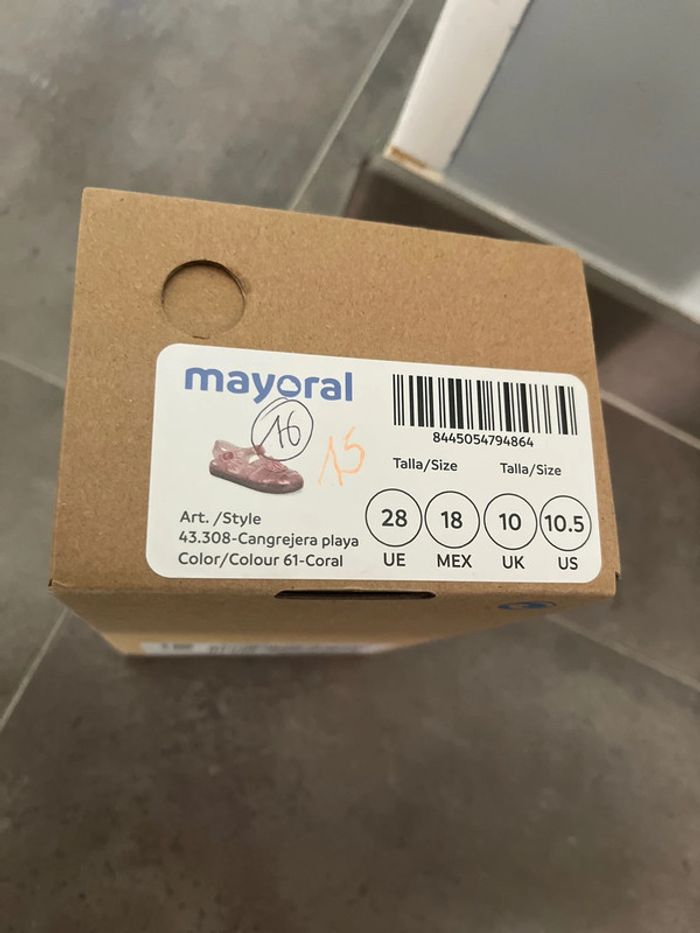 mayoral
16
15
8445054794864
Talla/Size Talla/Size
28 18 10 10.5
UE MEX UK US
Art. /Style
43.308-Cangrejera playa
Color/Colour 61-Coral